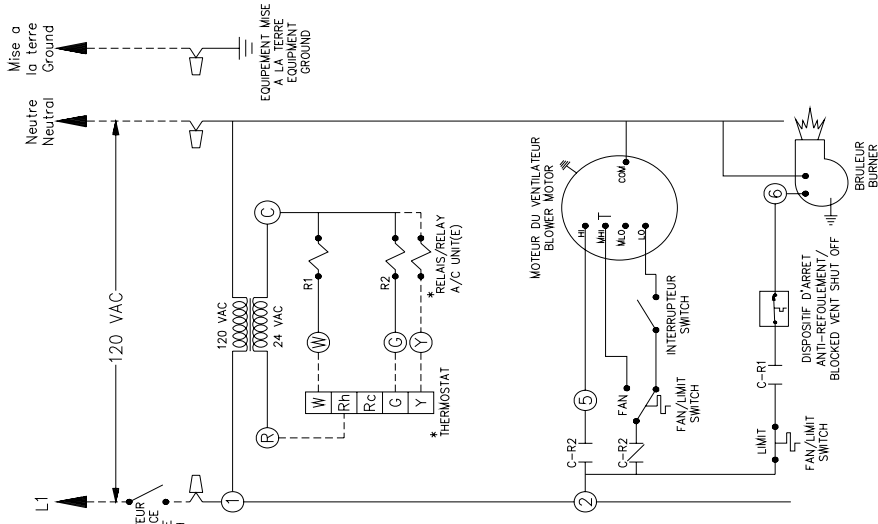 Mise a
la terre
Ground
Neutre
Neutral
L1
120 VAC
EQUIPEMENT MISE
A LA TERRE
EQUIPMENT
GROUND
1
120 VAC
24 VAC
R
C
W
Rh
Rc
G
Y
* THERMOSTAT
W
G
Y
R1
R2
* RELAIS/RELAY
A/C UNIT(E)
MOTEUR DU VENTILATEUR
BLOWER MOTOR
HI
MHI
MLO
LO
COM
2
C-R2
5
C-R2
FAN
FAN/LIMIT
SWITCH
INTERRUPTEUR
SWITCH
LIMIT
FAN/LIMIT
SWITCH
C-R1
DISPOSITIF D'ARRET
ANTI-REFOULEMENT/
BLOCKED VENT SHUT OFF
6
BRULEUR
BURNER